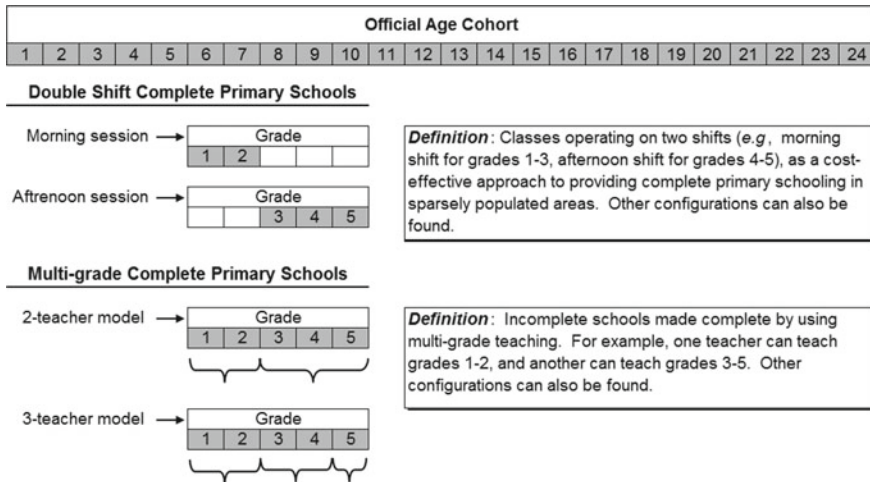 Official Age Cohort
1 2 3 4 5 6 7 8 9 10 11 12 13 14 15 16 17 18 19 20 21 22 23 24
Double Shift Complete Primary Schools
Morning session
Grade
1 2
Aftrenoon session
Grade
3 4 5
Definition: Classes operating on two shifts (e.g, morning
shift for grades 1-3, afternoon shift for grades 4-5), as a cost-
effective approach to providing complete primary schooling in
sparsely populated areas. Other configurations can also be
found.
Multi-grade Complete Primary Schools
2-teacher model
Grade
1 2 3 4 5
3-teacher model
Grade
1 2 3 4 5
Definition: Incomplete schools made complete by using
multi-grade teaching. For example, one teacher can teach
grades 1-2, and another can teach grades 3-5. Other
configurations can also be found.